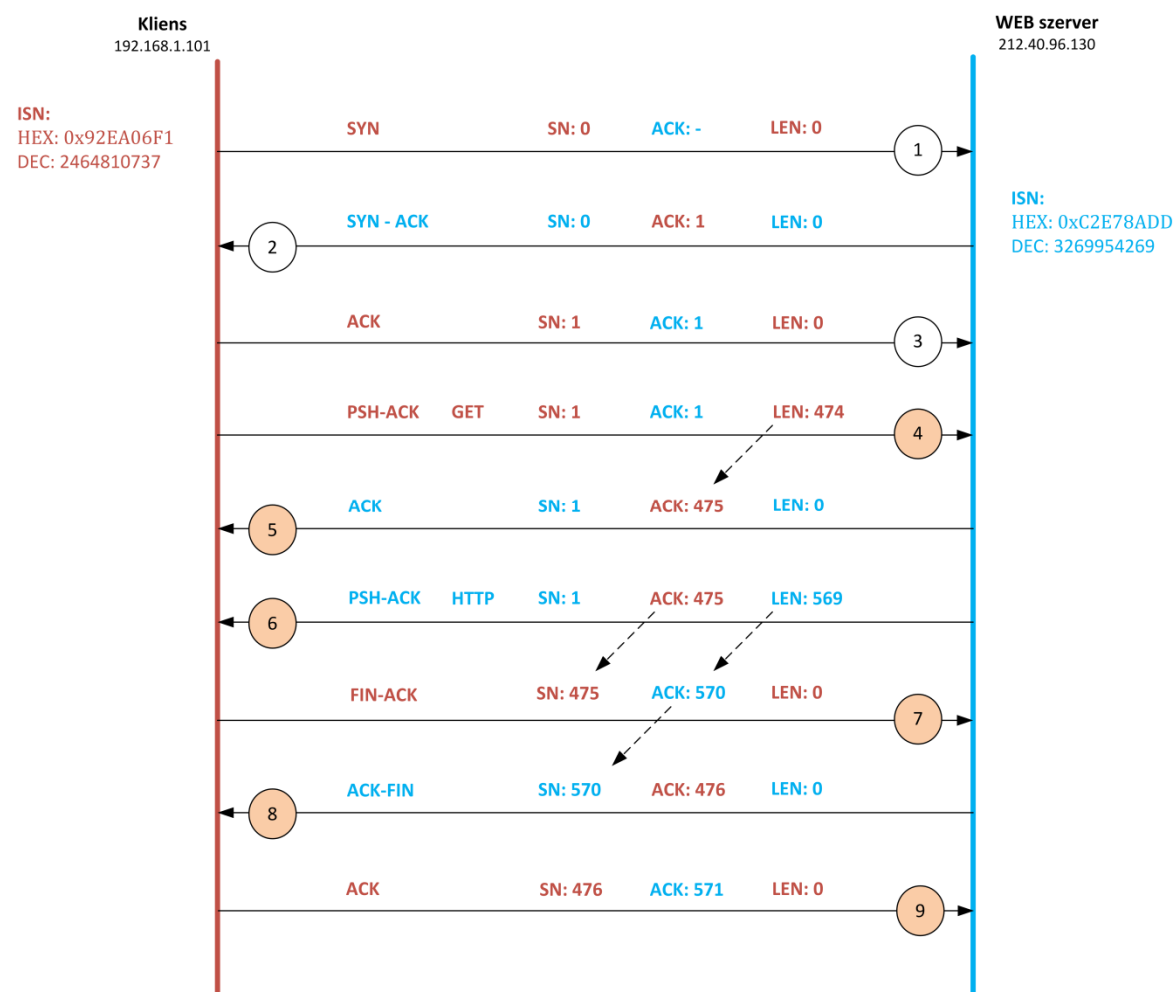 Kliens
192.168.1.101
WEB szerver
212.40.96.130
ISN:
HEX: 0x92EA06F1
DEC: 2464810737
SYN SN: 0 ACK: - LEN: 0
1
ISN:
HEX: 0xC2E78ADD
DEC: 3269954269
SYN - ACK SN: 0 ACK: 1 LEN: 0
2
ACK SN: 1 ACK: 1 LEN: 0
3
PSH-ACK GET SN: 1 ACK: 1 LEN: 474
4
ACK SN: 1 ACK: 475 LEN: 0
5
PSH-ACK HTTP SN: 1 ACK: 475 LEN: 569
6
FIN-ACK SN: 475 ACK: 570 LEN: 0
7
ACK-FIN SN: 570 ACK: 476 LEN: 0
8
ACK SN: 476 ACK: 571 LEN: 0
9